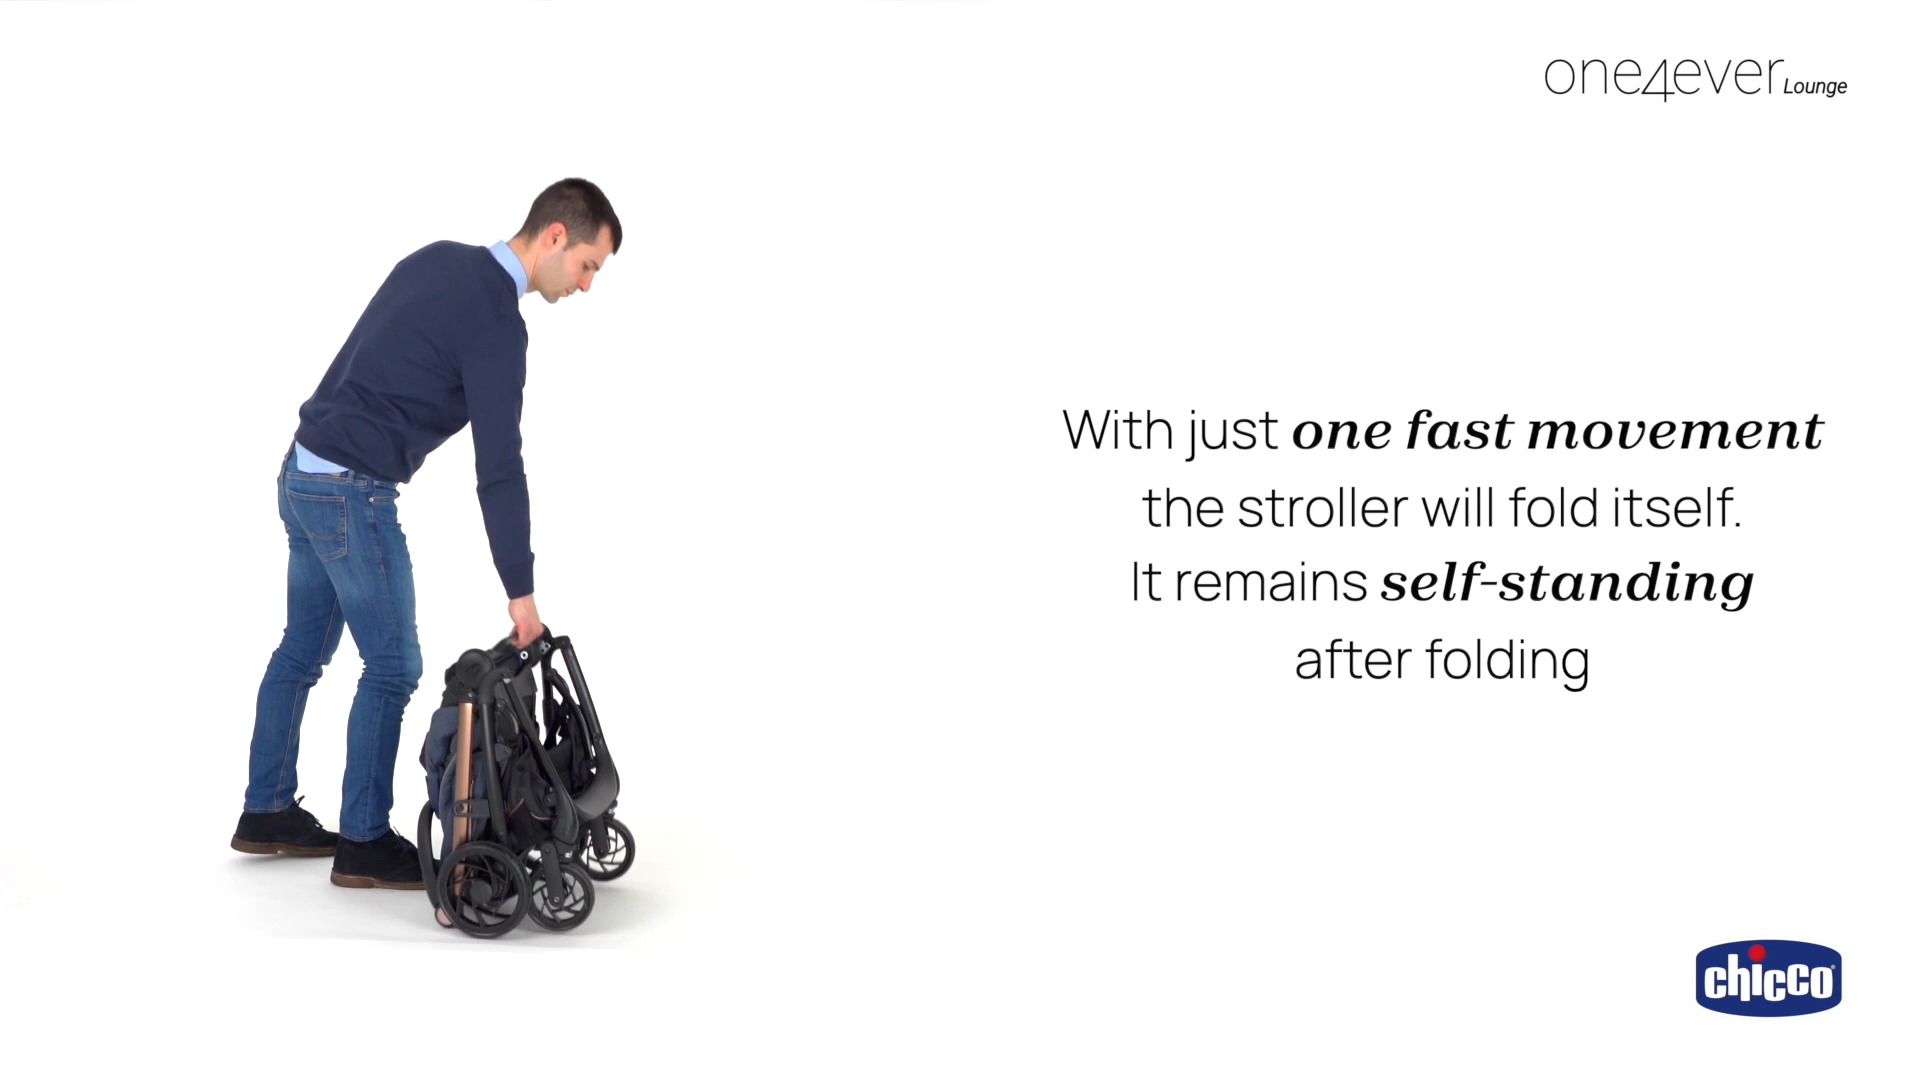 one4ever Lounge
With just one fast movement
the stroller will fold itself.
It remains self-standing
after folding
chicco